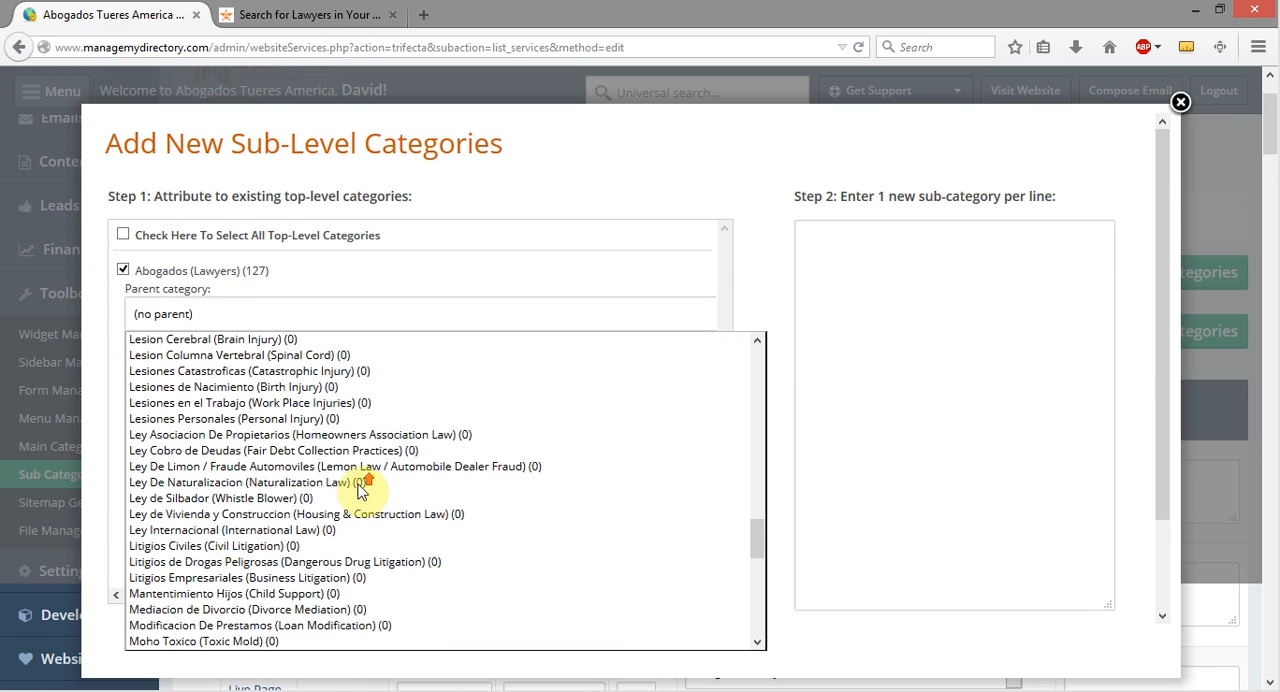 Abogados Tueres America ...
Search for Lawyers in Your ...
www.managemydirectory.com/admin/websiteServices.php?action=trifecta&subaction=list_services&method=edit
Search
ABP
Menu
Welcome to Abogados Tueres America, David!
Universal search...
Get Support
Visit Website
Compose Email
Logout
Emails
Conte
Leads
Finan
Toolb
Widget Ma
Sidebar Ma
Form Mana
Menu Man
Main Categ
Sub Catego
Sitemap Ge
File Manag
Setting
Develo
Websi
Add New Sub-Level Categories
Step 1: Attribute to existing top-level categories:
Check Here To Select All Top-Level Categories
Abogados (Lawyers) (127)
Parent category:
(no parent)
Lesion Cerebral (Brain Injury) (0)
Lesion Columna Vertebral (Spinal Cord) (0)
Lesiones Catastroficas (Catastrophic Injury) (0)
Lesiones de Nacimiento (Birth Injury) (0)
Lesiones en el Trabajo (Work Place Injuries) (0)
Lesiones Personales (Personal Injury) (0)
Ley Asociacion De Propietarios (Homeowners Association Law) (0)
Ley Cobro de Deudas (Fair Debt Collection Practices) (0)
Ley De Limon / Fraude Automoviles (Lemon Law / Automobile Dealer Fraud) (0)
Ley De Naturalizacion (Naturalization Law) (0)
Ley de Silbador (Whistle Blower) (0)
Ley de Vivienda y Construccion (Housing & Construction Law) (0)
Ley Internacional (International Law) (0)
Litigios Civiles (Civil Litigation) (0)
Litigios de Drogas Peligrosas (Dangerous Drug Litigation) (0)
Litigios Empresariales (Business Litigation) (0)
Mantentimiento Hijos (Child Support) (0)
Mediacion de Divorcio (Divorce Mediation) (0)
Modificacion De Prestamos (Loan Modification) (0)
Moho Toxico (Toxic Mold) (0)
Step 2: Enter 1 new sub-category per line:
tegories
tegories
Live Page